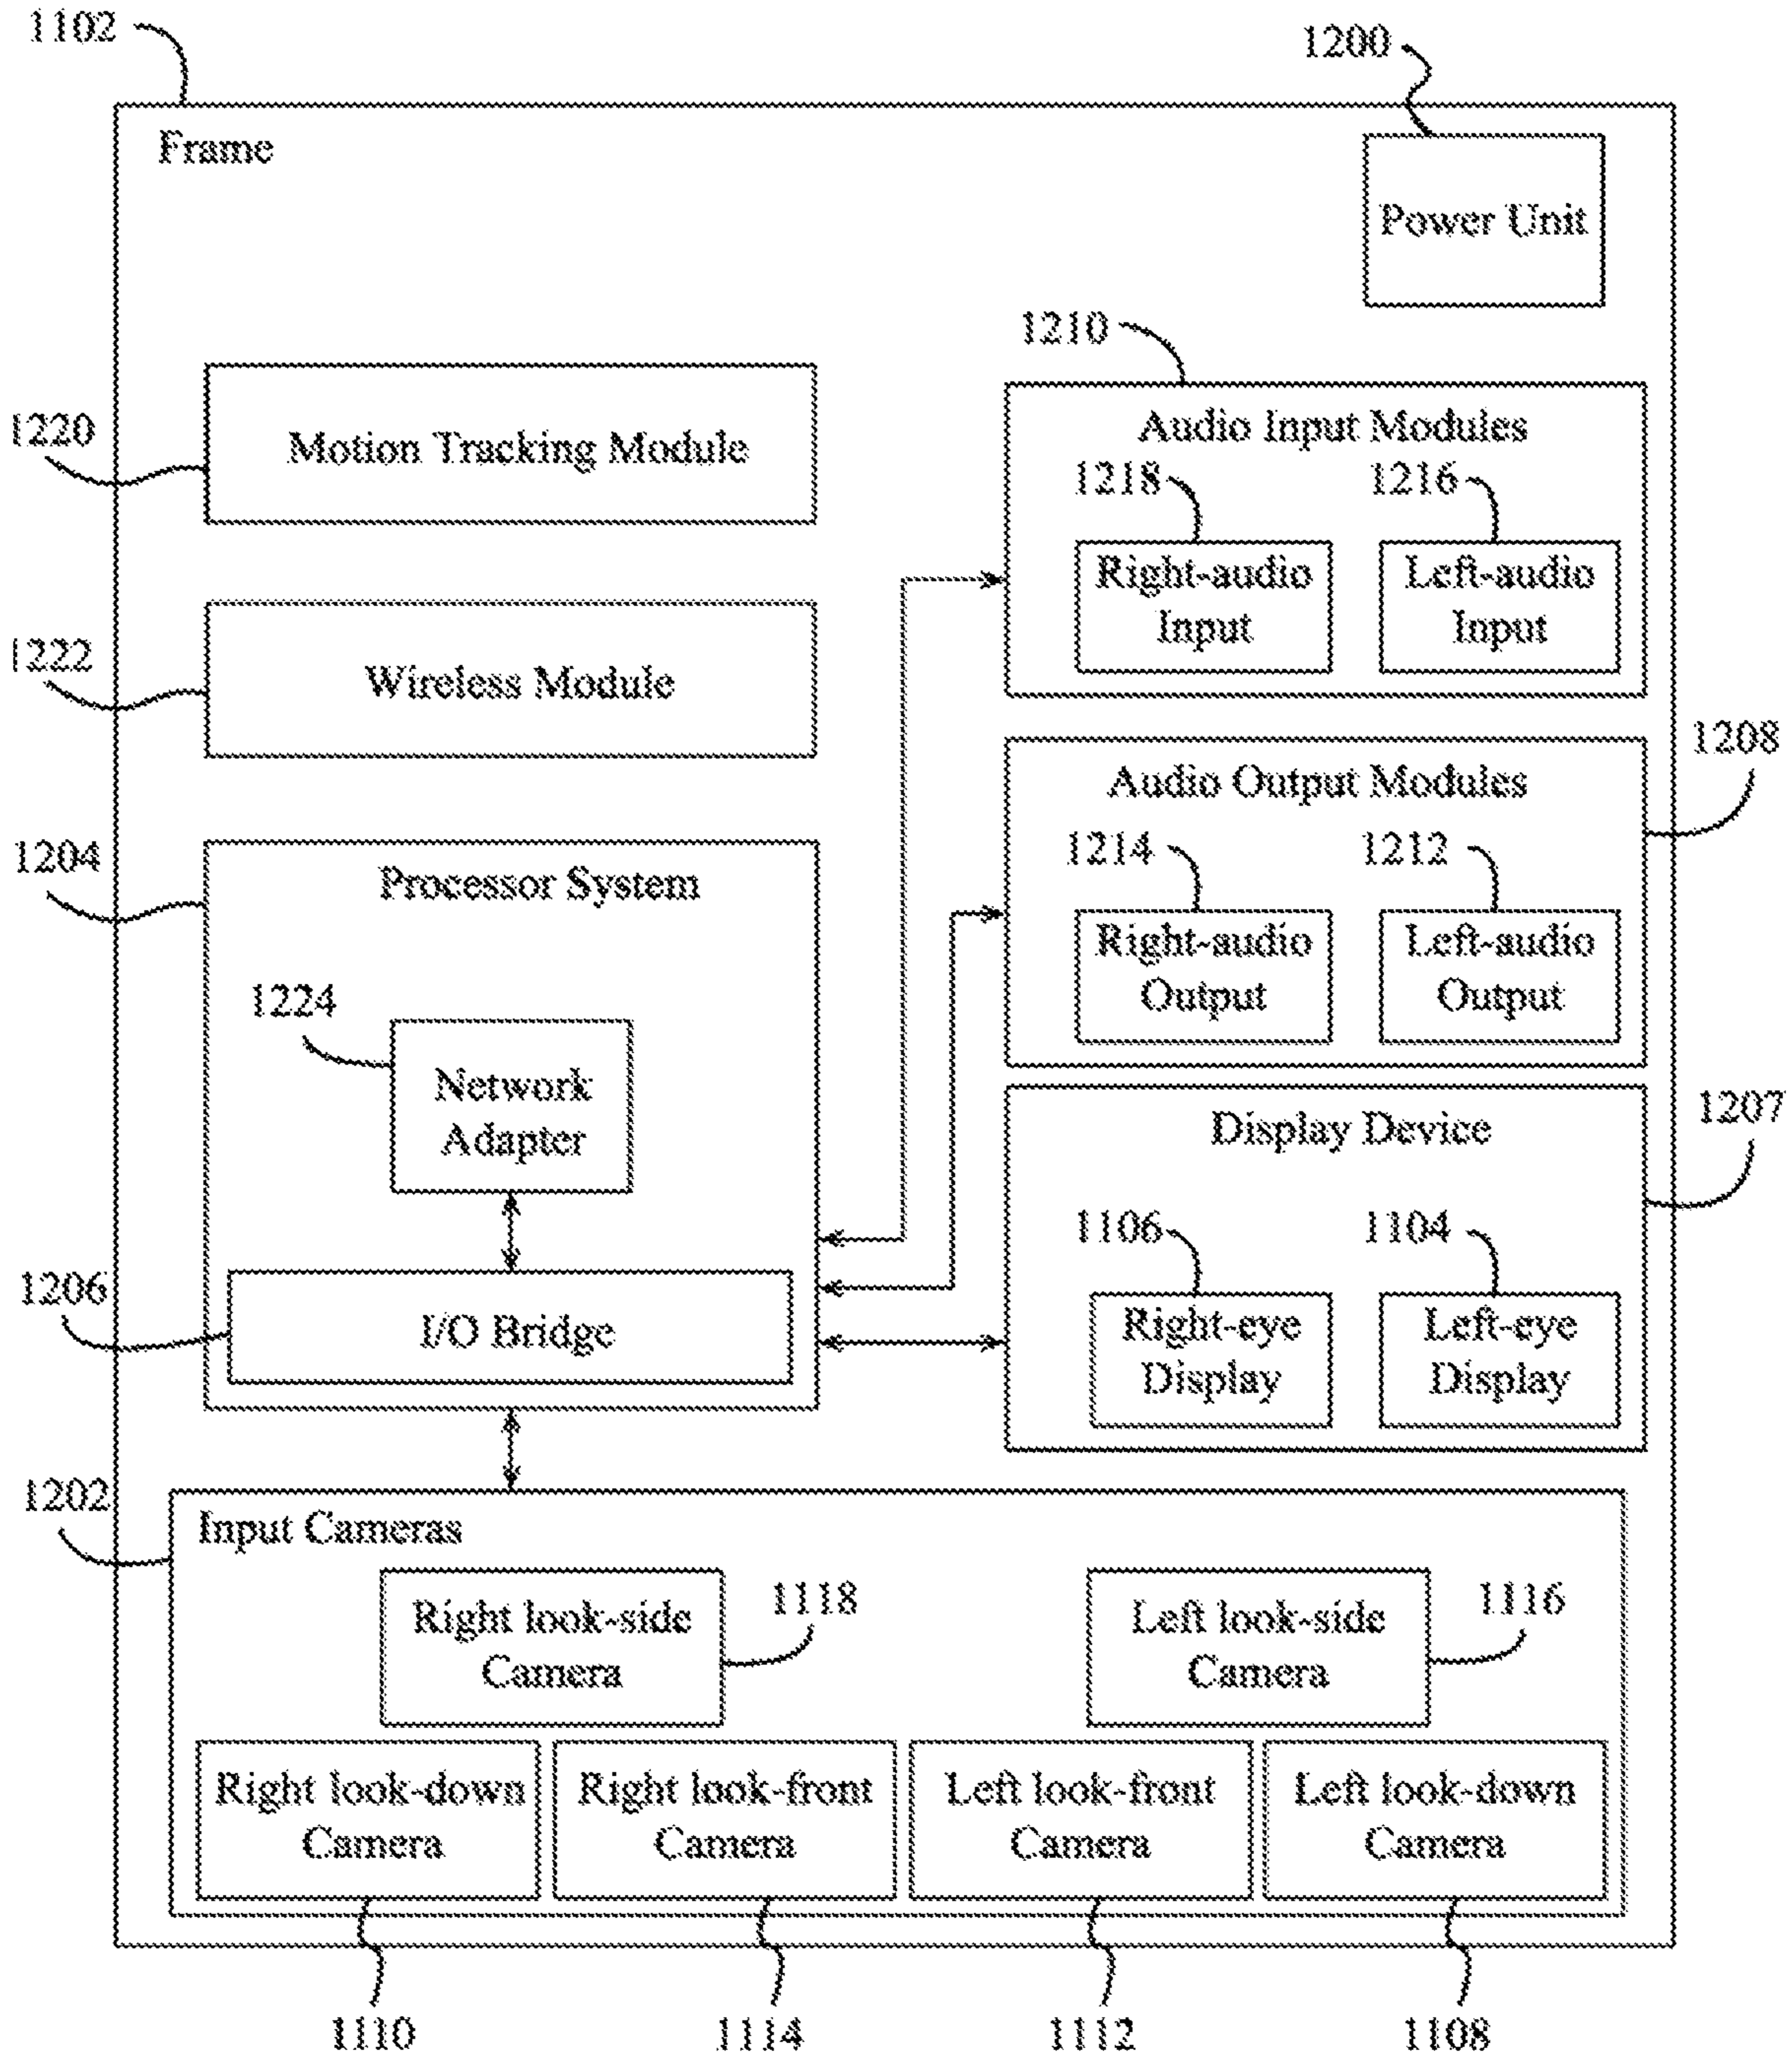 1102
1200
Frame
Power Unit
1210
1220
Motion Tracking Module
Audio Input Modules
1218
1216
Right-audio
Input
Left-audio
Input
1222
Wireless Module
1208
Audio Output Modules
1214
1212
Right-audio
Output
Left-audio
Output
1204
Processor System
1224
Network
Adapter
1207
Display Device
1106
1104
Right-eye
Display
Left-eye
Display
1206
I/O Bridge
1202
Input Cameras
Right look-side
Camera
1118
Left look-side
Camera
1116
Right look-down
Camera
Right look-front
Camera
Left look-front
Camera
Left look-down
Camera
1110
1114
1112
1108